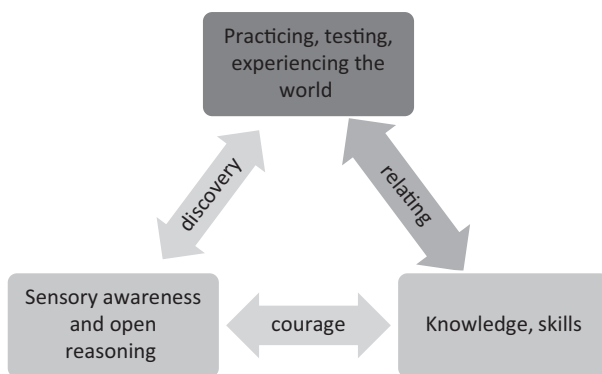 Practicing, testing,
experiencing the
world
discovery
relating
Sensory awareness
and open
reasoning
courage
Knowledge, skills